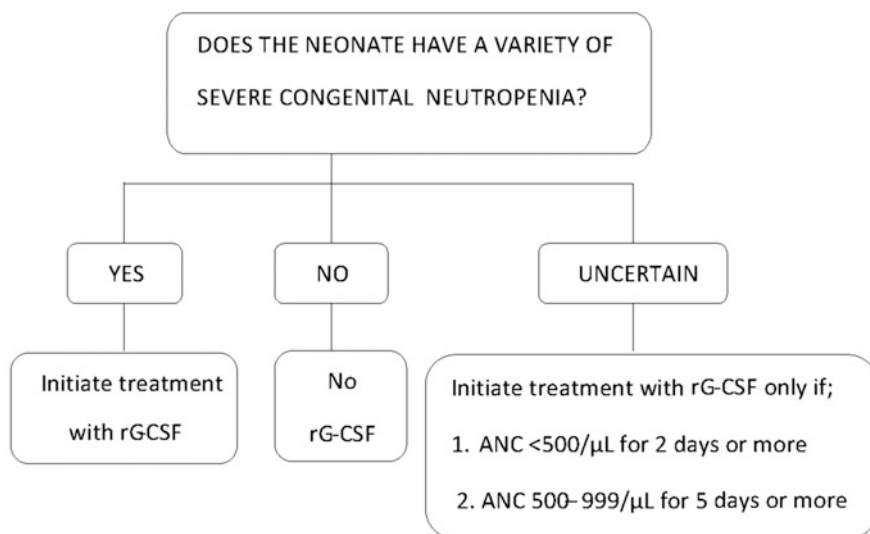 DOES THE NEONATE HAVE A VARIETY OF
SEVERE CONGENITAL NEUTROPENIA?
YES
NO
UNCERTAIN
Initiate treatment
with rG-CSF
No
rG-CSF
Initiate treatment with rG-CSF only if;
1. ANC <500/µL for 2 days or more
2. ANC 500–999/µL for 5 days or more